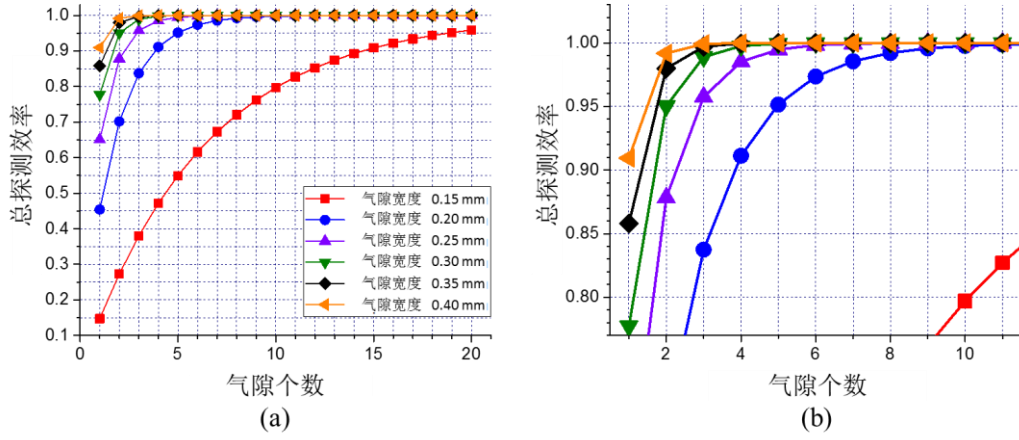 总探测效率
1.0
0.9
0.8
0.7
0.6
0.5
0.4
0.3
0.2
0.1
0 5 10 15 20
气隙个数
气隙宽度 0.15 mm
气隙宽度 0.20 mm
气隙宽度 0.25 mm
气隙宽度 0.30 mm
气隙宽度 0.35 mm
气隙宽度 0.40 mm
(a)
总探测效率
1.00
0.95
0.90
0.85
0.80
2 4 6 8 10
气隙个数
(b)